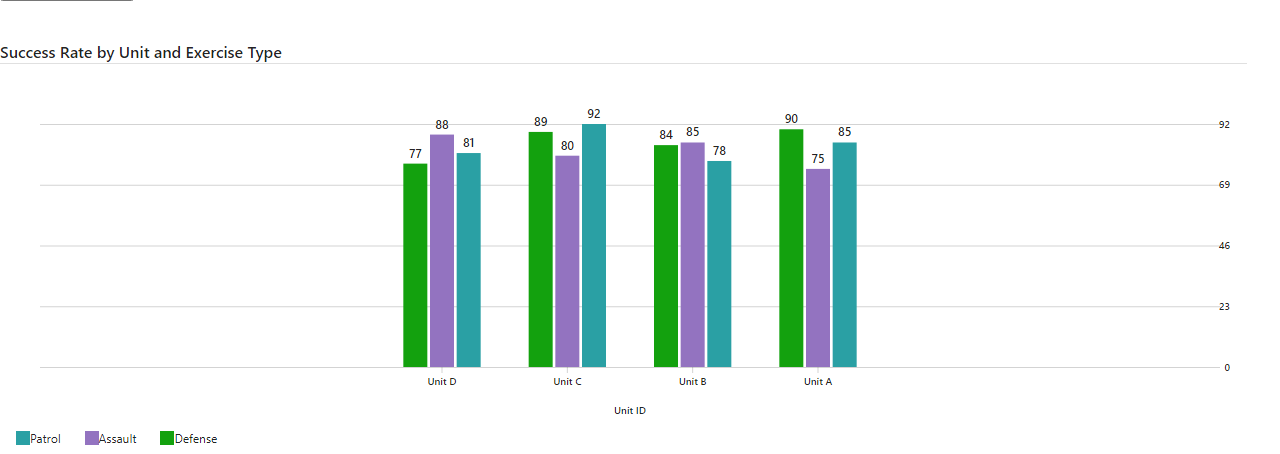 Success Rate by Unit and Exercise Type
92
69
46
23
0
77
88
81
89
80
92
84
85
78
90
75
85
Unit D
Unit C
Unit B
Unit A
Unit ID
Patrol
Assault
Defense